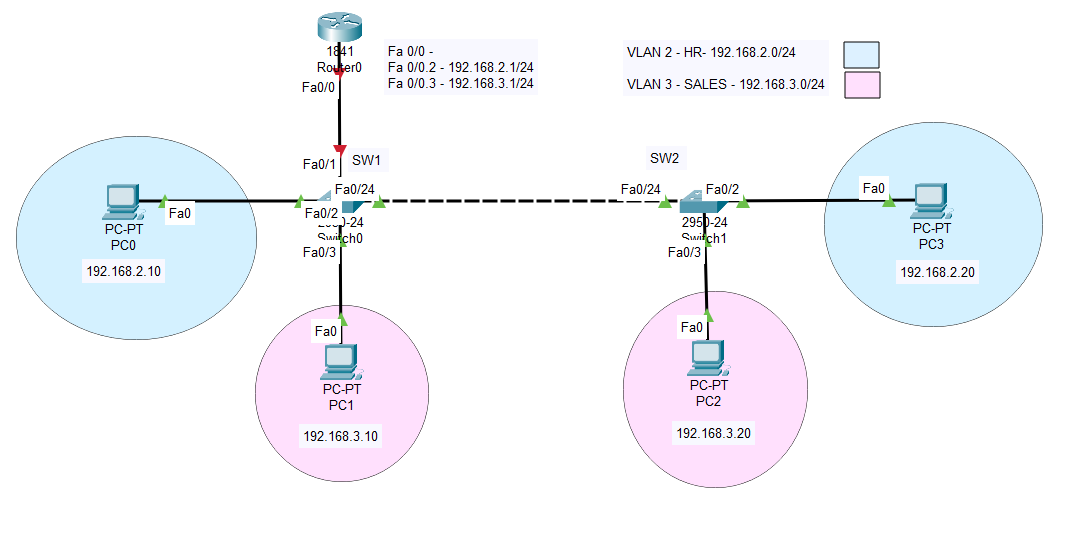 1841
Router0
Fa 0/0 -
Fa 0/0.2 - 192.168.2.1/24
Fa 0/0.3 - 192.168.3.1/24
VLAN 2 - HR- 192.168.2.0/24
VLAN 3 - SALES - 192.168.3.0/24
Fa0/0
Fa0/1
SW1
SW2
Fa0/24
Fa0/24
Fa0/2
Fa0
Fa0
Fa0/2
2950-24
Switch0
2950-24
Switch1
PC-PT
PC0
PC-PT
PC3
Fa0/3
Fa0/3
192.168.2.10
192.168.2.20
Fa0
Fa0
PC-PT
PC1
PC-PT
PC2
192.168.3.10
192.168.3.20